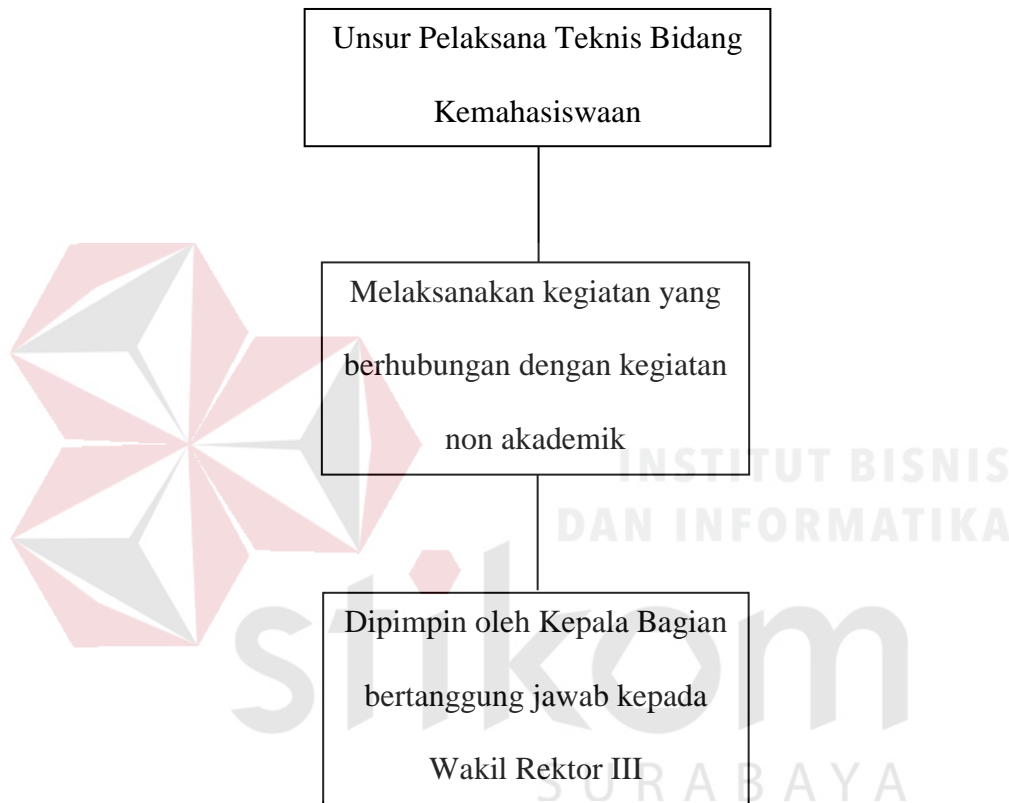 Unsur Pelaksana Teknis Bidang
Kemahasiswaan
Melaksanakan kegiatan yang
berhubungan dengan kegiatan
non akademik
INSTITUT BISNIS
DAN INFORMATIKA
stikom
Dipimpin oleh Kepala Bagian
bertanggung jawab kepada
Wakil Rektor III
SURABAYA